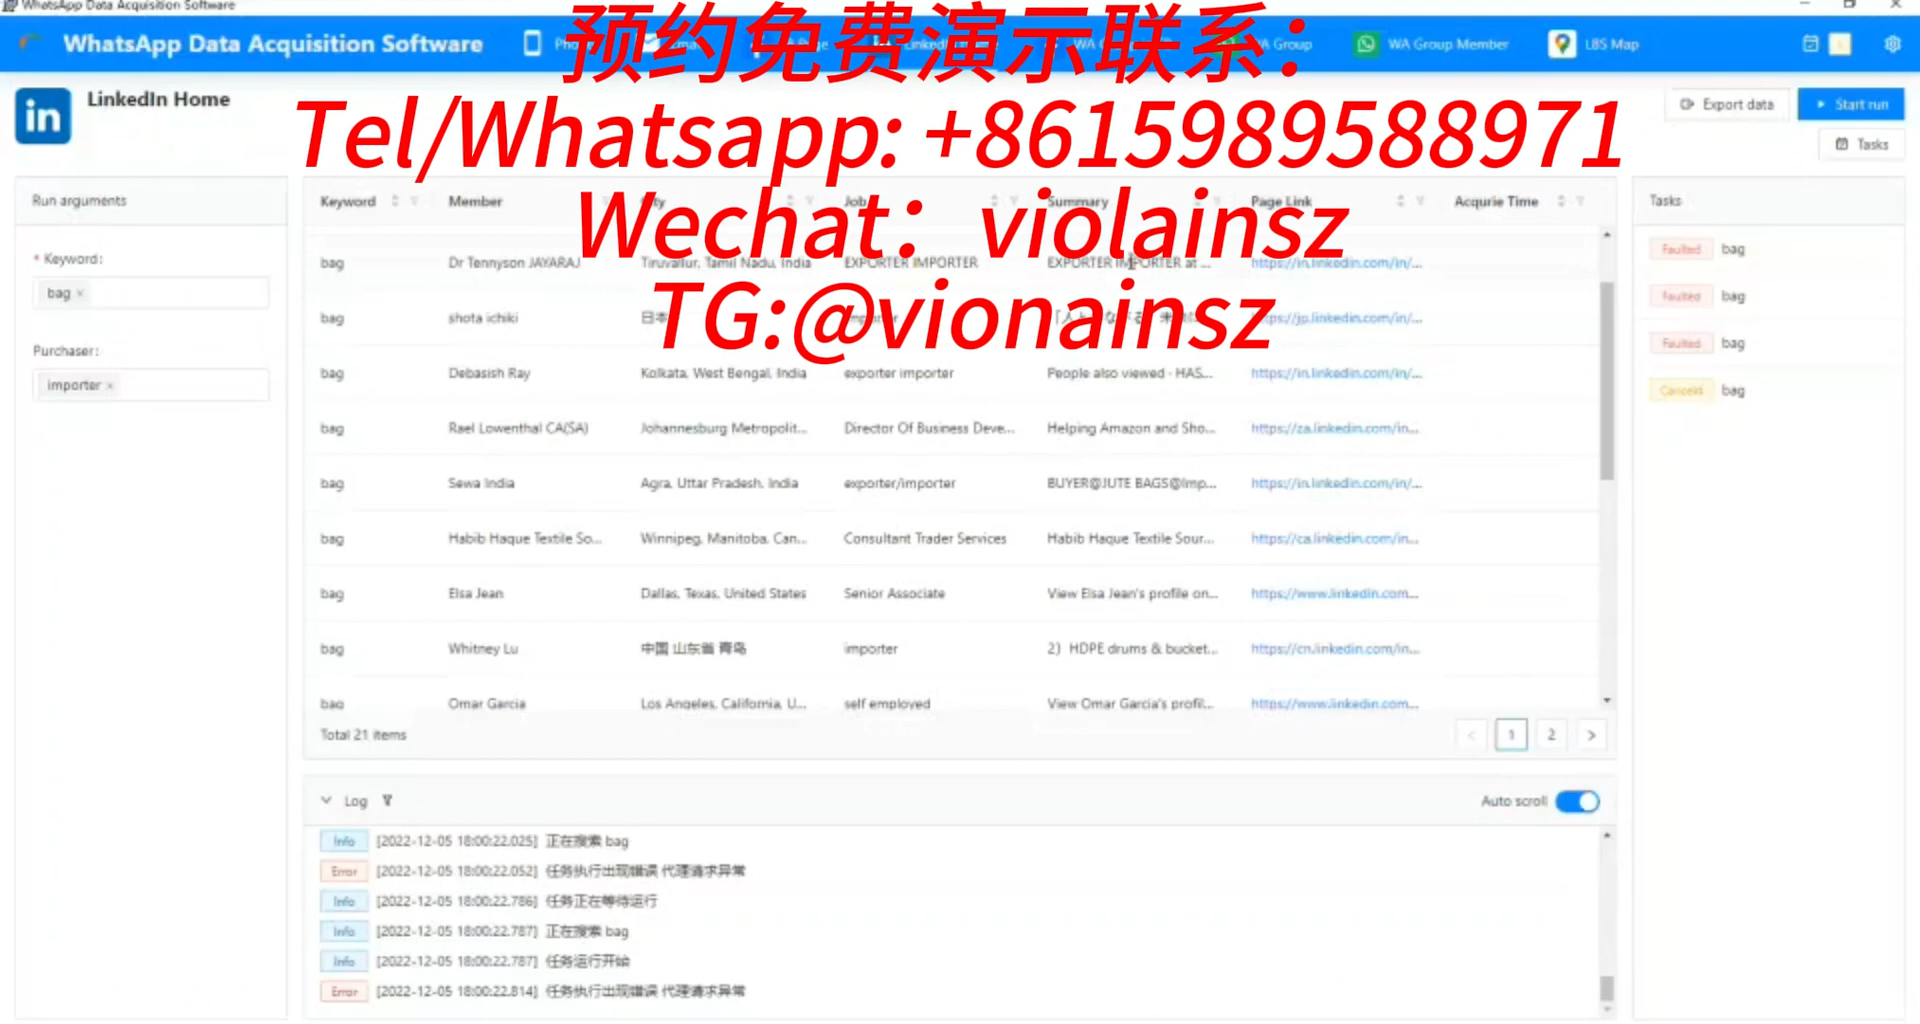 WhatsApp Data Acquisition Software
WhatsApp Data Acquisition Software
WA Group
WA Group Member
LBS Map
预约免费演示联系：
Tel/Whatsapp: +8615989588971
Wechat： violainsz
TG:@vionainsz
LinkedIn Home
Export data
Start run
Tasks
Run arguments
* Keyword:
bag ×
Purchaser:
importer ×
Keyword Member Job Summary Page Link Acqurie Time
bag Dr Tennyson JAYARAJ Tiruvallur, Tamil Nadu, India EXPORTER IMPORTER EXPORTER IMPORTER at ... https://in.linkedin.com/in/...
bag shota ichiki 日本 https://jp.linkedin.com/in/...
bag Debasish Ray Kolkata, West Bengal, India exporter importer People also viewed · HAS... https://in.linkedin.com/in/...
bag Rael Lowenthal CA(SA) Johannesburg Metropolit... Director Of Business Deve... Helping Amazon and Sho... https://za.linkedin.com/in...
bag Sewa India Agra, Uttar Pradesh, India exporter/importer BUYER@JUTE BAGS@Imp... https://in.linkedin.com/in/...
bag Habib Haque Textile So... Winnipeg, Manitoba, Can... Consultant Trader Services Habib Haque Textile Sour... https://ca.linkedin.com/in...
bag Elsa Jean Dallas, Texas, United States Senior Associate View Elsa Jean's profile on... https://www.linkedin.com...
bag Whitney Lu 中国 山东省 青岛 importer 2）HDPE drums & bucket... https://cn.linkedin.com/in...
bag Omar Garcia Los Angeles, California, U... self employed View Omar Garcia's profil... https://www.linkedin.com...
Total 21 items
< 1 2 >
Tasks
Faulted bag
Faulted bag
Faulted bag
Canceld bag
Log
Auto scroll
Info [2022-12-05 18:00:22.025] 正在搜索 bag
Error [2022-12-05 18:00:22.052] 任务执行出现错误 代理请求异常
Info [2022-12-05 18:00:22.786] 任务正在等待运行
Info [2022-12-05 18:00:22.787] 正在搜索 bag
Info [2022-12-05 18:00:22.787] 任务运行开始
Error [2022-12-05 18:00:22.814] 任务执行出现错误 代理请求异常